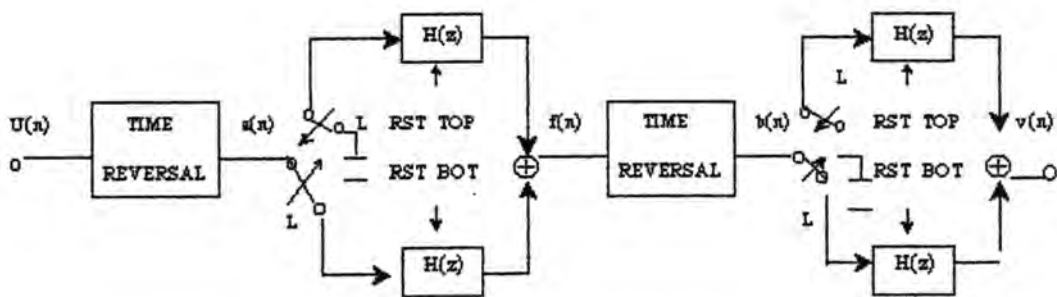 H(z)
H(z)
L
U(n)
TIME
REVERSAL
a(n)
L
RST TOP
RST BOT
L
f(n)
TIME
REVERSAL
b(n)
RST TOP
RST BOT
L
v(n)
H(z)
H(z)